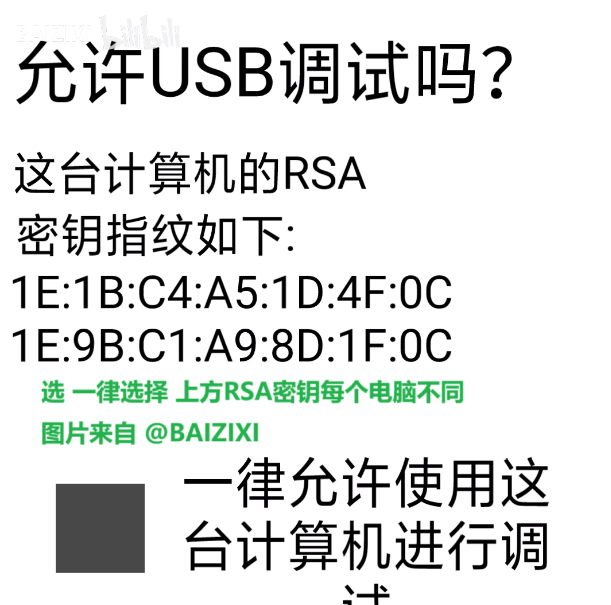 BAIZIXI bilibili
允许USB调试吗？
这台计算机的RSA
密钥指纹如下:
1E:1B:C4:A5:1D:4F:0C
1E:9B:C1:A9:8D:1F:0C
选 一律选择 上方RSA密钥每个电脑不同
图片来自 @BAIZIXI
一律允许使用这
台计算机进行调
试